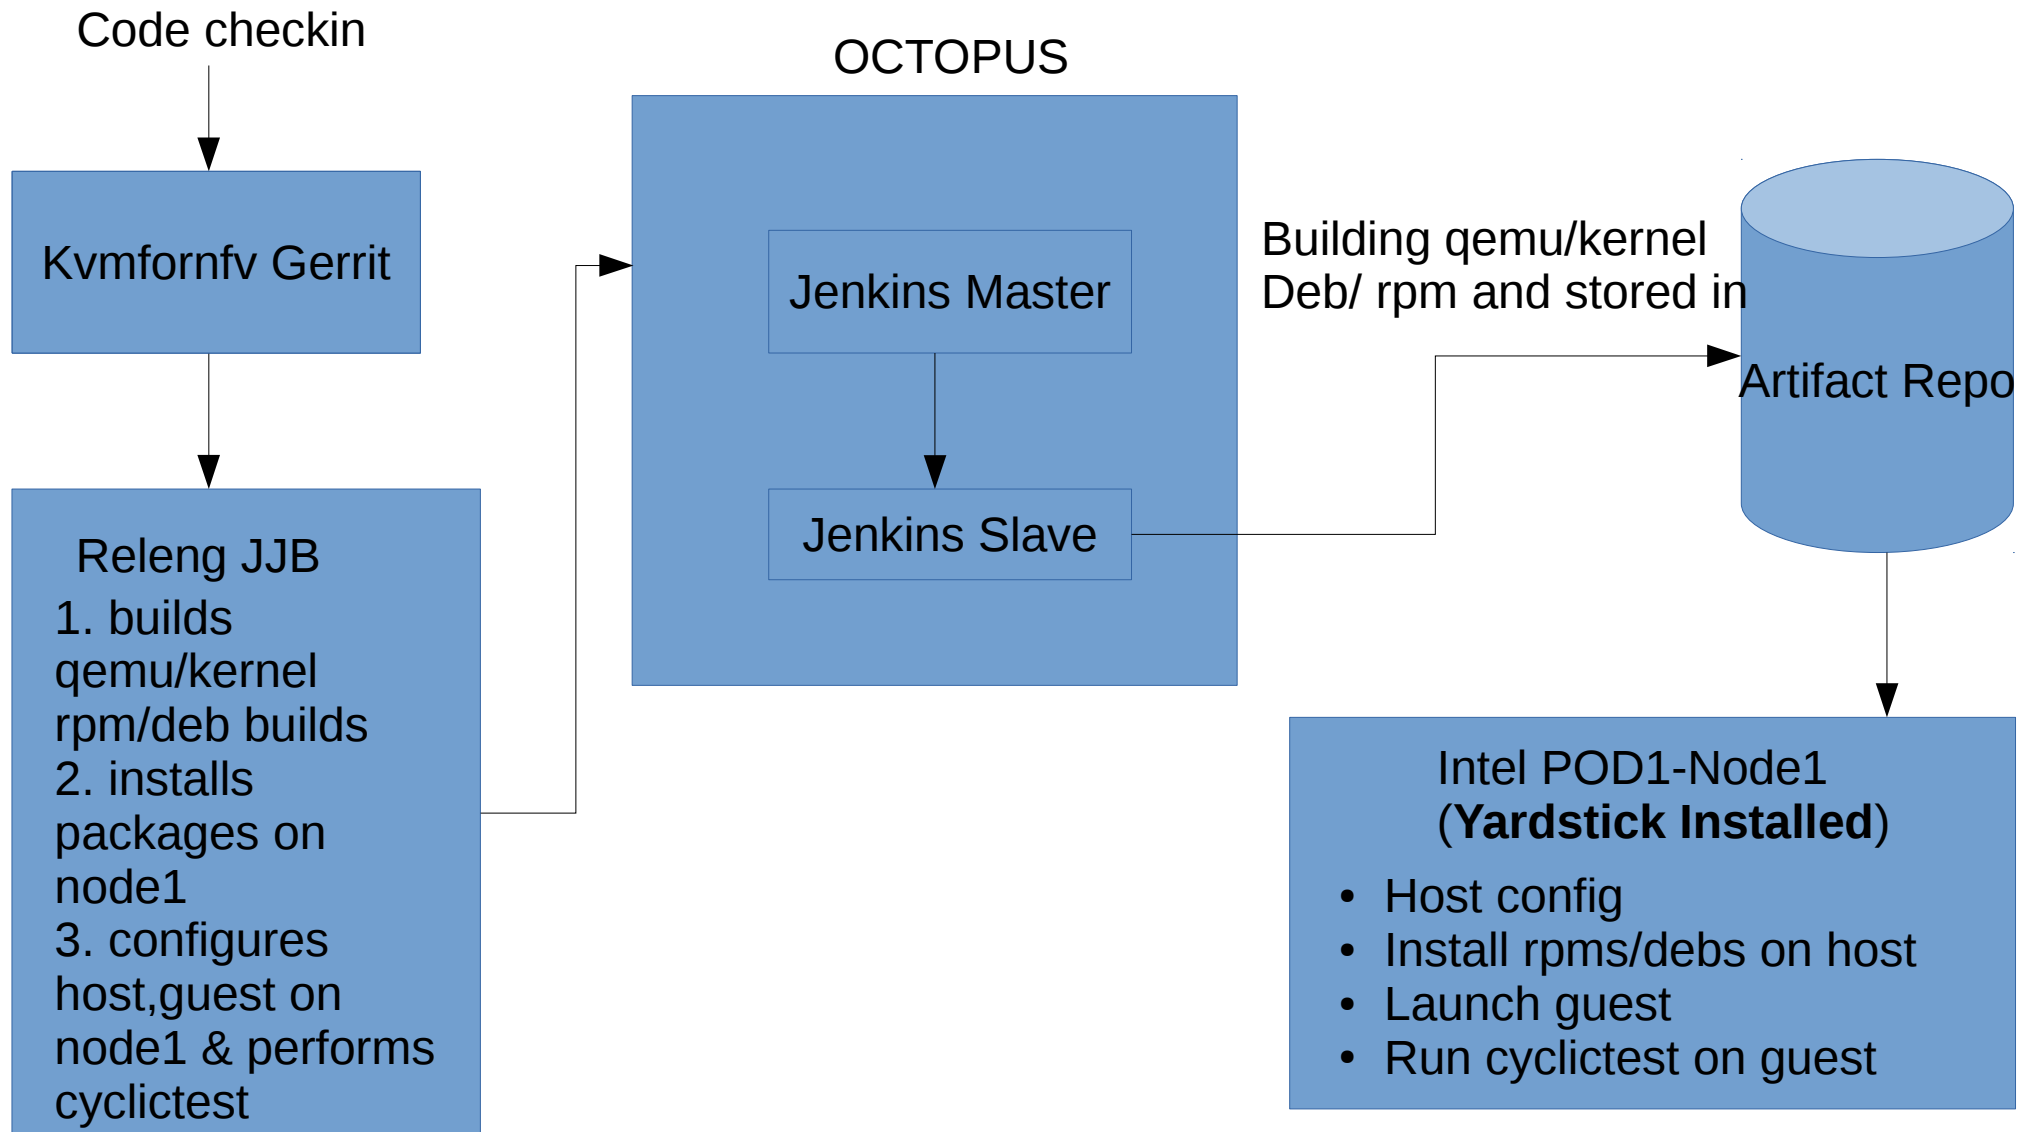 Code checkin
Kvmfornfv Gerrit
Releng JJB
1. builds
qemu/kernel
rpm/deb builds
2. installs
packages on
node1
3. configures
host,guest on
node1 & performs
cyclictest
OCTOPUS
Jenkins Master
Jenkins Slave
Building qemu/kernel
Deb/ rpm and stored in
Artifact Repo
Intel POD1-Node1
(Yardstick Installed)
• Host config
• Install rpms/debs on host
• Launch guest
• Run cyclictest on guest